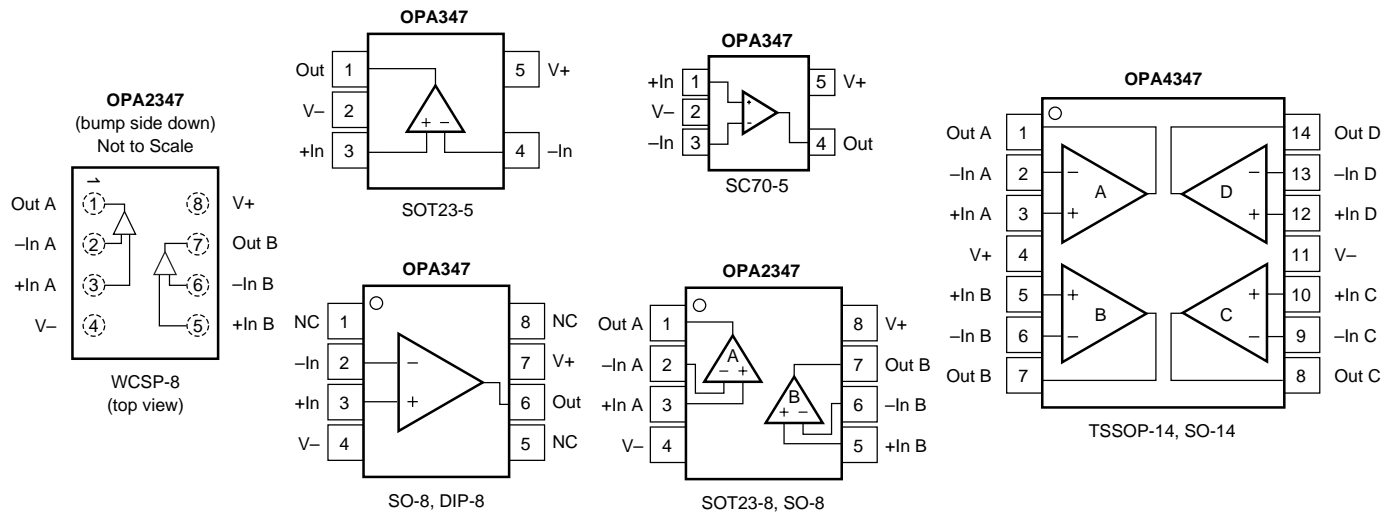 OPA2347
(bump side down)
Not to Scale
1
Out A 1 8 V+
–In A 2 7 Out B
+In A 3 6 –In B
V– 4 5 +In B
WCSP-8
(top view)
OPA347
Out 1 5 V+
V– 2
+In 3 4 –In
+ –
SOT23-5
OPA347
+In 1 5 V+
V– 2
–In 3 4 Out
+
-
SC70-5
OPA347
NC 1 8 NC
–In 2 – 7 V+
+In 3 + 6 Out
V– 4 5 NC
SO-8, DIP-8
OPA2347
Out A 1 8 V+
–In A 2 7 Out B
+In A 3 6 –In B
V– 4 5 +In B
A
– +
B
+ –
SOT23-8, SO-8
OPA4347
Out A 1 14 Out D
–In A 2 – – 13 –In D
A D
+In A 3 + + 12 +In D
V+ 4 11 V–
+In B 5 + + 10 +In C
B C
–In B 6 – – 9 –In C
Out B 7 8 Out C
TSSOP-14, SO-14